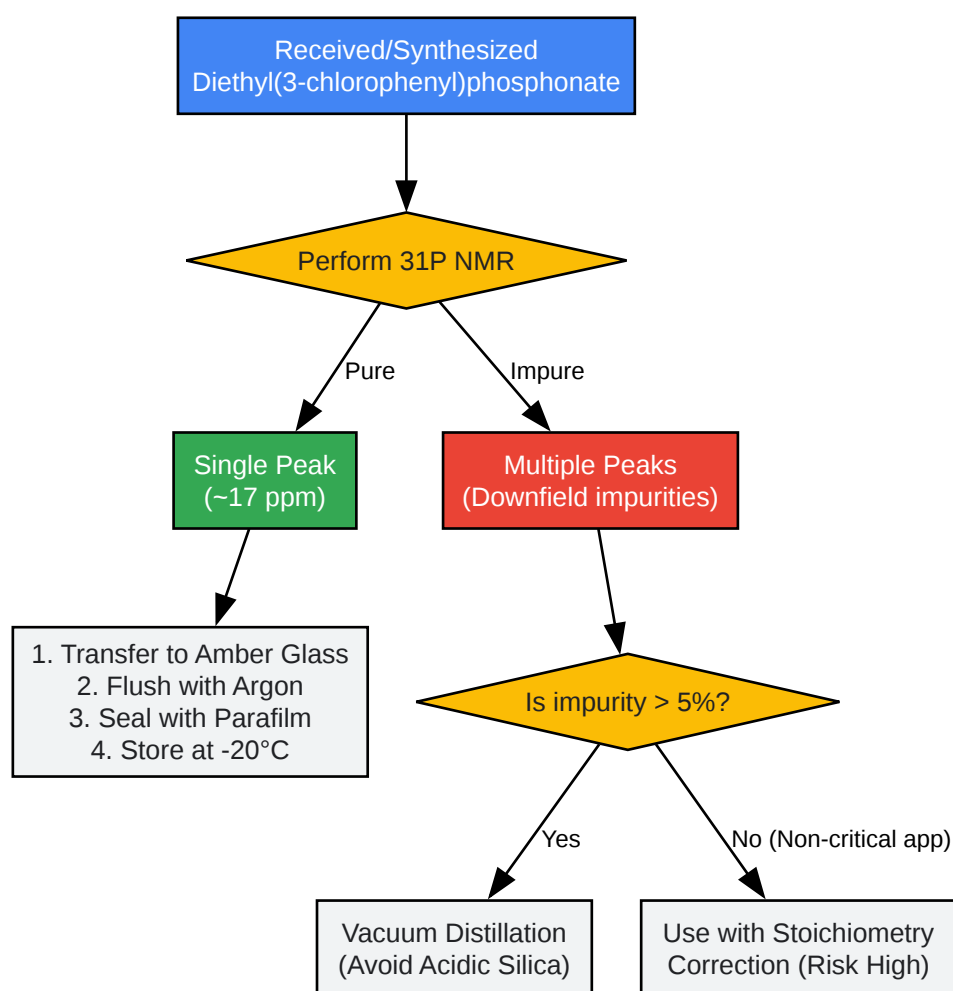 Received/Synthesized
Diethyl(3-chlorophenyl)phosphonate
Perform 31P NMR
Pure
Impure
Single Peak
(~17 ppm)
Multiple Peaks
(Downfield impurities)
1. Transfer to Amber Glass
2. Flush with Argon
3. Seal with Parafilm
4. Store at -20°C
Is impurity > 5%?
Yes
No (Non-critical app)
Vacuum Distillation
(Avoid Acidic Silica)
Use with Stoichiometry
Correction (Risk High)